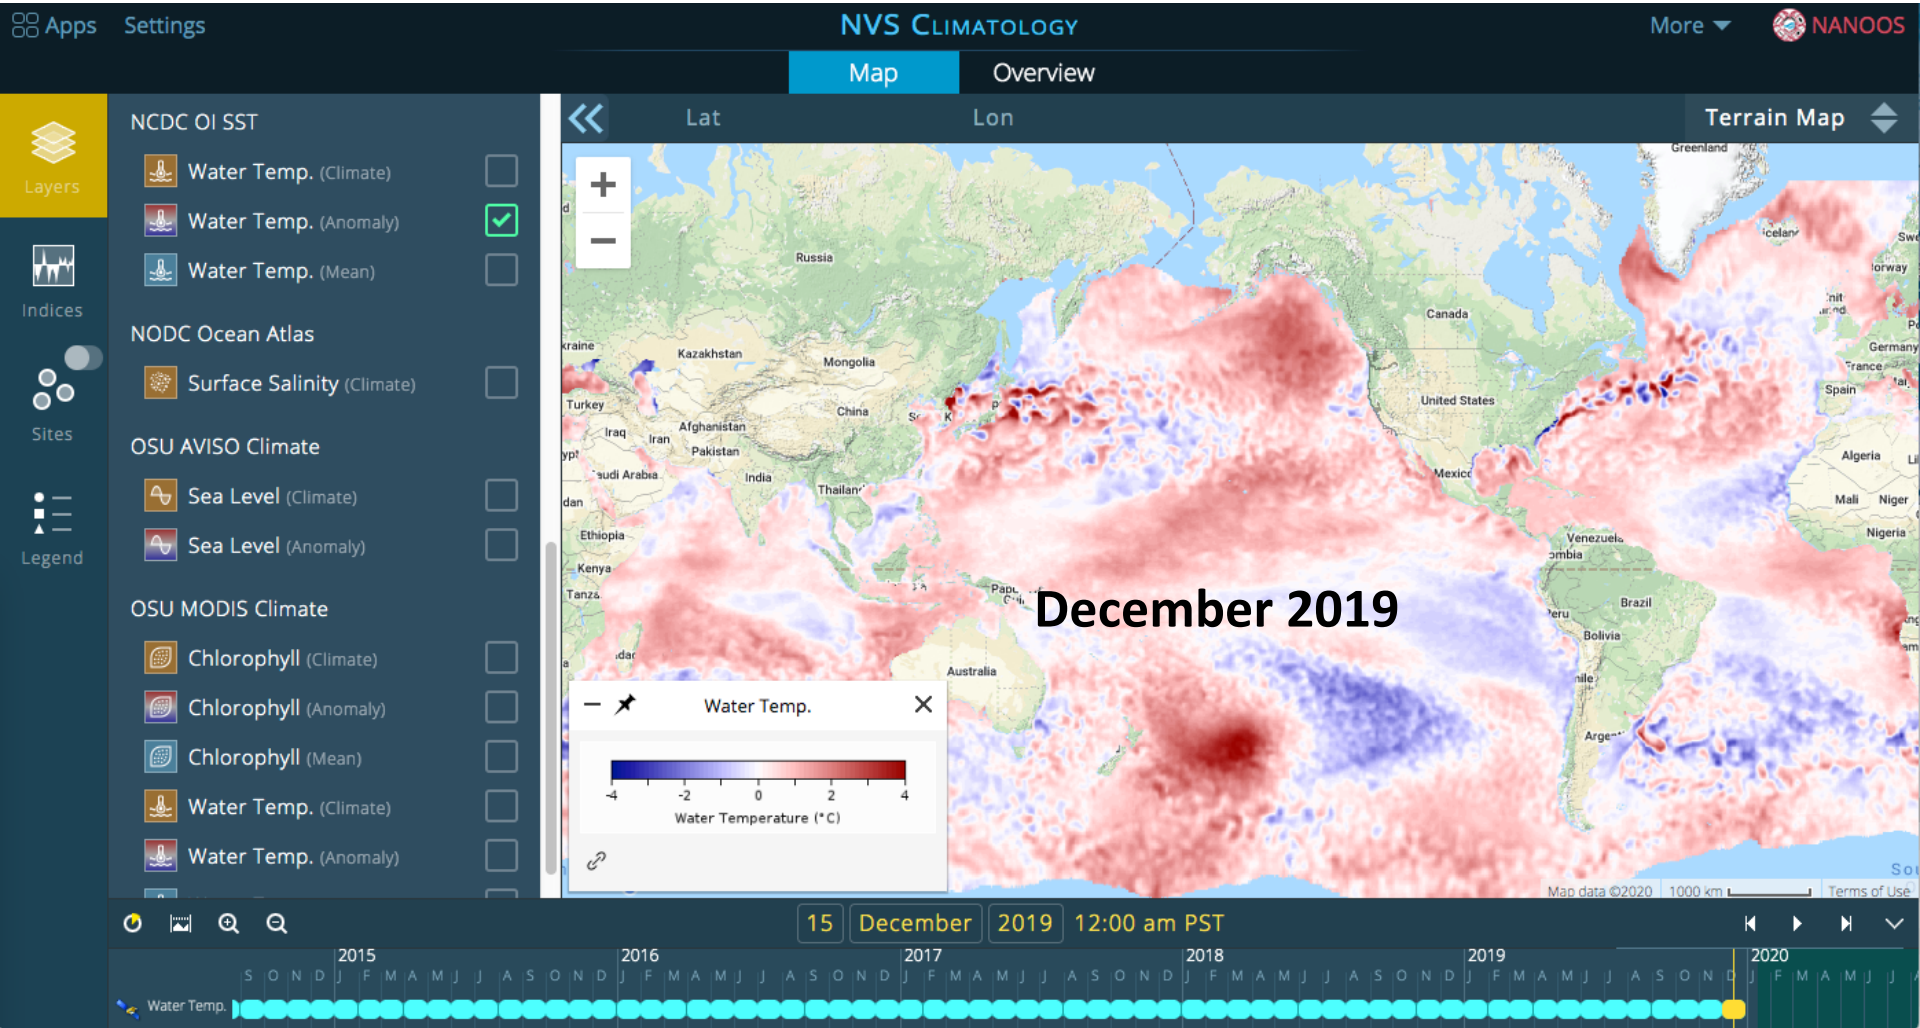 Apps Settings NVS Climatology More NANOOS
Map Overview
Lat Lon Terrain Map
Layers
Indices
Sites
Legend
NCDC OI SST
Water Temp. (Climate)
Water Temp. (Anomaly)
Water Temp. (Mean)
NODC Ocean Atlas
Surface Salinity (Climate)
OSU AVISO Climate
Sea Level (Climate)
Sea Level (Anomaly)
OSU MODIS Climate
Chlorophyll (Climate)
Chlorophyll (Anomaly)
Chlorophyll (Mean)
Water Temp. (Climate)
Water Temp. (Anomaly)
Greenland
Russia
Canada
Kazakhstan
Mongolia
Germany
France
Spain
Turkey
China
United States
Iraq
Iran
Afghanistan
Pakistan
India
Mexico
Algeria
Mali Niger
Ethiopia
Nigeria
Kenya
Brazil
Bolivia
Australia
December 2019
Water Temp.
-4 -2 0 2 4
Water Temperature (°C)
Map data ©2020 1000 km Terms of Use
15 December 2019 12:00 am PST
2015 2016 2017 2018 2019 2020
S O N D J F M A M J J A S O N D J F M A M J J A S O N D J F M A M J J A S O N D J F M A M J J A S O N D J F M A M J J A S O N D J F M A M J J A
Water Temp.